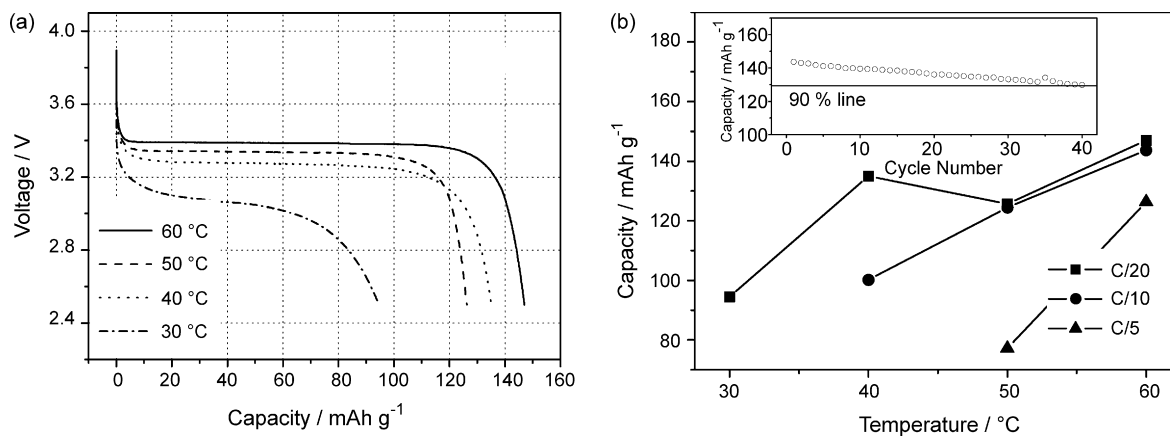 (a)
4.0
3.6
3.2
2.8
2.4
Voltage / V
60 °C
50 °C
40 °C
30 °C
0 20 40 60 80 100 120 140 160
Capacity / mAh g-1
(b)
180
160
140
120
100
80
Capacity / mAh g-1
160
140
120
100
Capacity / mAh g-1
90 % line
0 10 20 30 40
Cycle Number
C/20
C/10
C/5
30 40 50 60
Temperature / °C